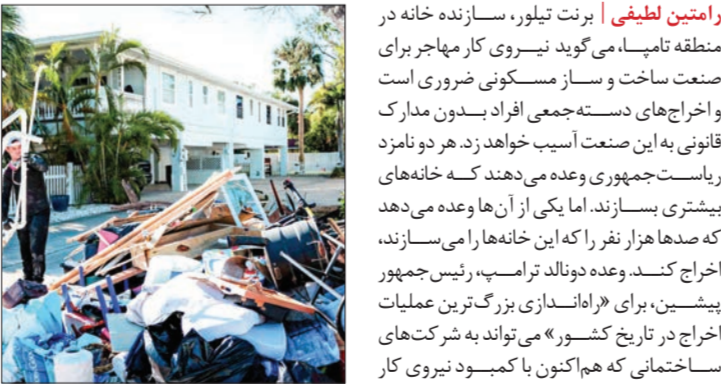 رامتین لطیفی | برنت تیلور، سازنده خانه در
منطقه تامپا، می‌گوید نیروی کار مهاجر برای
صنعت ساخت و ساز مسکونی ضروری است
و اخراج‌های دسته‌جمعی افراد بدون مدارک
قانونی به این صنعت آسیب خواهد زد. هر دو نامزد
ریاست‌جمهوری وعده می‌دهند که خانه‌های
بیشتری بسازند. اما یکی از آن‌ها وعده می‌دهد
که صدها هزار نفر را که این خانه‌ها را می‌سازند،
اخراج کند. وعده دونالد ترامپ، رئیس‌جمهور
پیشین، برای «راه‌اندازی بزرگ‌ترین عملیات
اخراج در تاریخ کشور» می‌تواند به شرکت‌های
ساختمانی که هم‌اکنون با کمبود نیروی کار